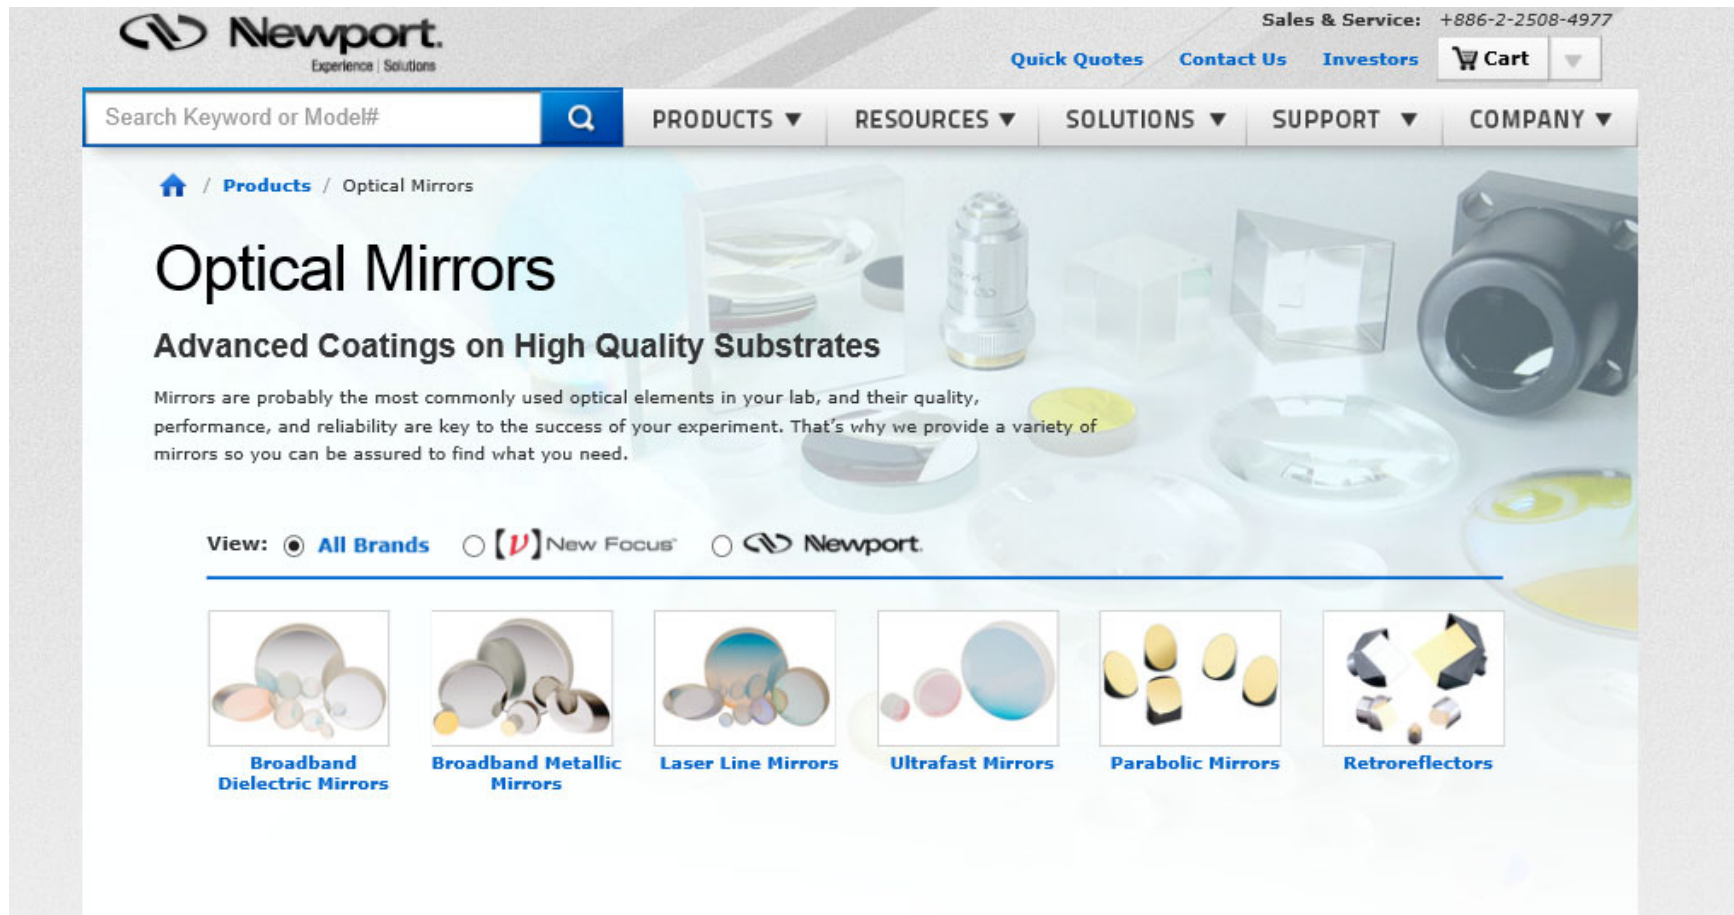 Newport.
Experience | Solutions
Sales & Service: +886-2-2508-4977
Quick Quotes Contact Us Investors Cart
Search Keyword or Model#
PRODUCTS RESOURCES SOLUTIONS SUPPORT COMPANY
/ Products / Optical Mirrors
Optical Mirrors
Advanced Coatings on High Quality Substrates
Mirrors are probably the most commonly used optical elements in your lab, and their quality,
performance, and reliability are key to the success of your experiment. That's why we provide a variety of
mirrors so you can be assured to find what you need.
View: All Brands [ν] New Focus™ Newport.
Broadband
Dielectric Mirrors
Broadband Metallic
Mirrors
Laser Line Mirrors
Ultrafast Mirrors
Parabolic Mirrors
Retroreflectors